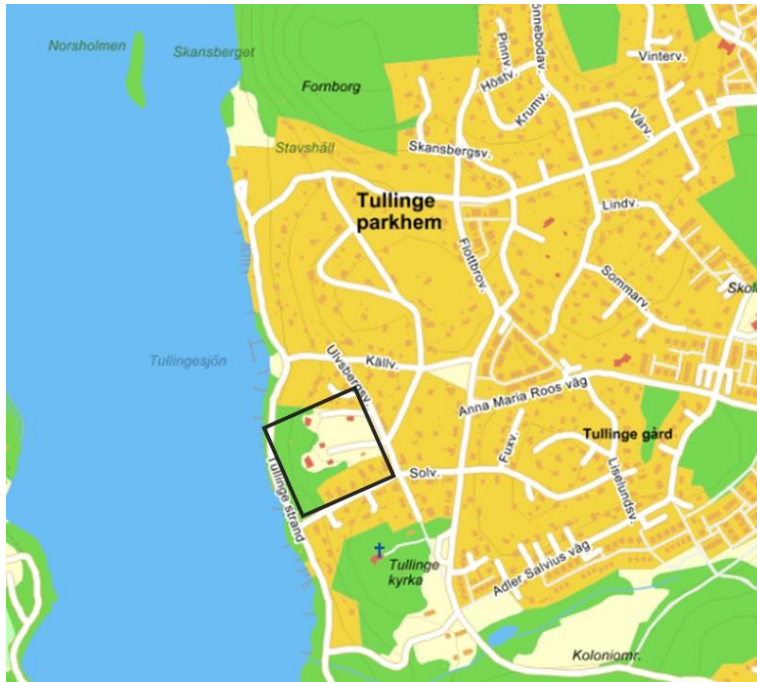 Norsholmen
Skansberget
Fornborg
Stavshäll
Pinnv.
Höstv.
Krumv.
Vinterv.
Vårv.
Skansbergsv.
Tullinge
parkhem
Flottbrov.
Lindv.
Sommarv.
Tullingesjön
Ulvsbergsv.
Källv.
Anna Maria Roos väg
Tullinge gård
Fuxv.
Liselundsv.
Solv.
Tullinge strand
Tullinge
kyrka
Adler Salvius väg
Koloniomr.